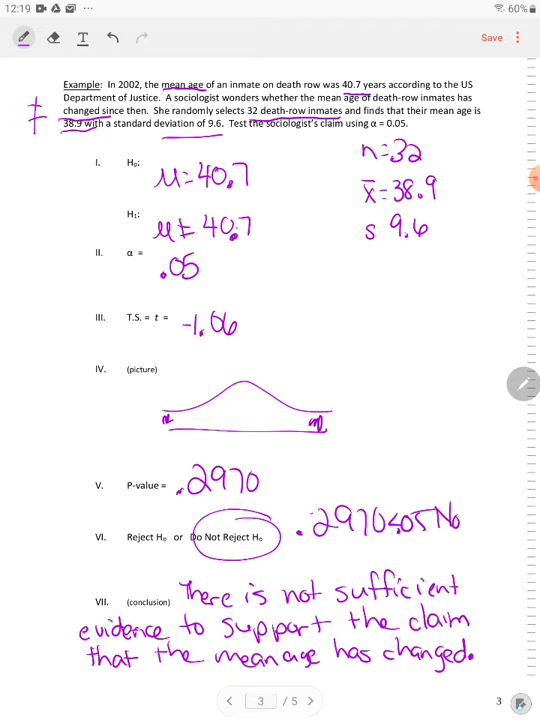 12:19 60%
T Save
Example: In 2002, the mean age of an inmate on death row was 40.7 years according to the US
Department of Justice. A sociologist wonders whether the mean age of death-row inmates has
changed since then. She randomly selects 32 death-row inmates and finds that their mean age is
38.9 with a standard deviation of 9.6. Test the sociologist's claim using α = 0.05.
≠
n=32
I. H₀: μ=40.7
x̄=38.9
H₁: μ≠40.7
s 9.6
II. α = .05
III. T.S. = t = -1.06
IV. (picture)
V. P-value = .2970
.2970≤.05 No
VI. Reject H₀ or Do Not Reject H₀
VII. (conclusion) There is not sufficient
evidence to support the claim
that the mean age has changed.
3 / 5
3